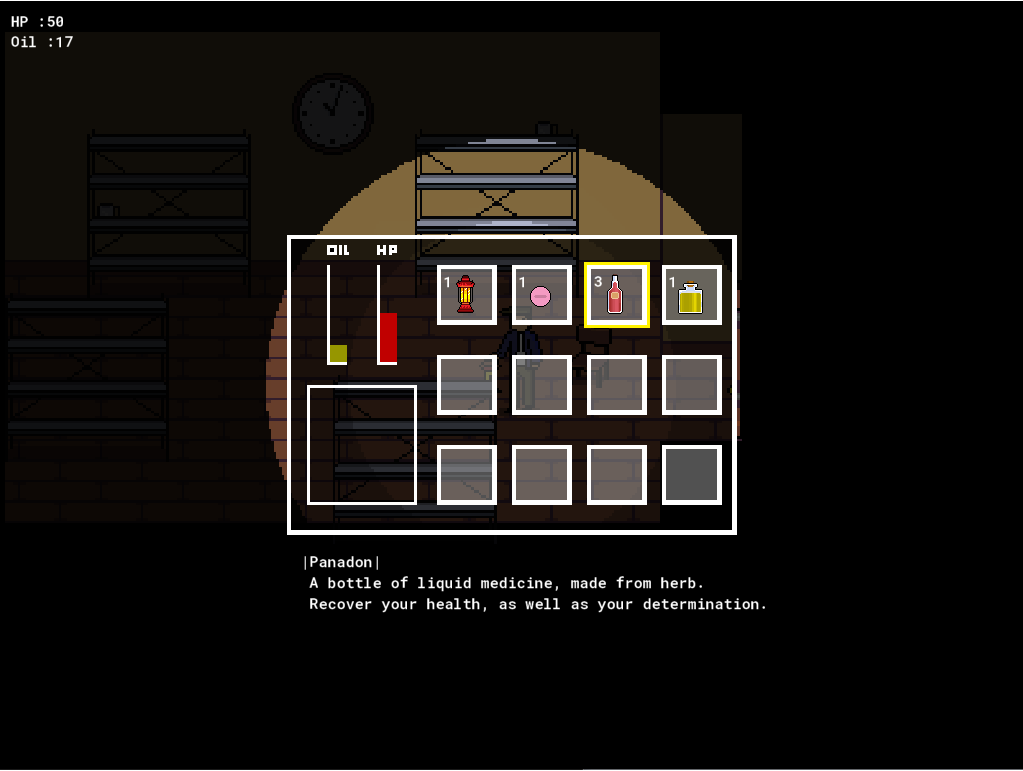 HP :50
Oil :17
OIL HP
1 1 3 1
|Panadon|
A bottle of liquid medicine, made from herb.
Recover your health, as well as your determination.